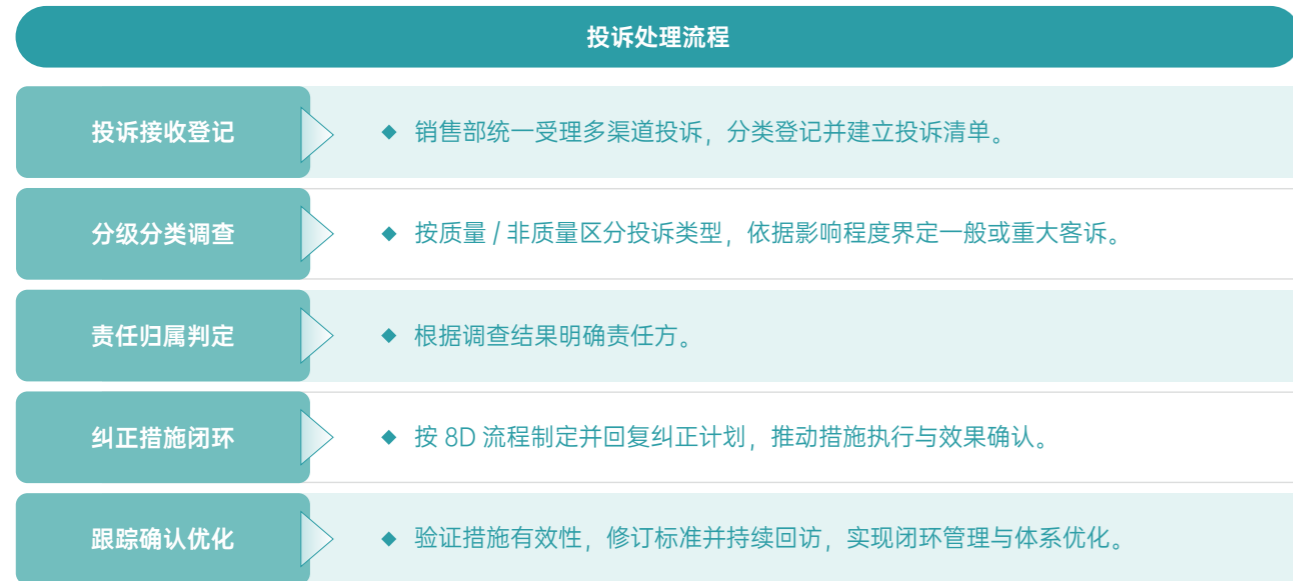 投诉处理流程
投诉接收登记
◆ 销售部统一受理多渠道投诉，分类登记并建立投诉清单。
分级分类调查
◆ 按质量 / 非质量区分投诉类型，依据影响程度界定一般或重大客诉。
责任归属判定
◆ 根据调查结果明确责任方。
纠正措施闭环
◆ 按 8D 流程制定并回复纠正计划，推动措施执行与效果确认。
跟踪确认优化
◆ 验证措施有效性，修订标准并持续回访，实现闭环管理与体系优化。